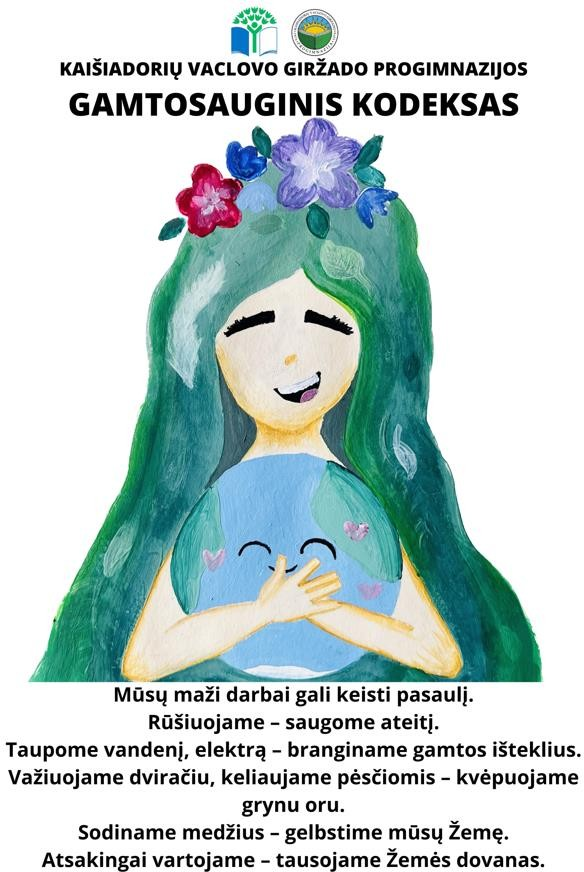 KAIŠIADORIŲ VACLOVO GIRŽADO PROGIMNAZIJOS
GAMTOSAUGINIS KODEKSAS
Mūsų maži darbai gali keisti pasaulį.
Rūšiuojame – saugome ateitį.
Taupome vandenį, elektrą – branginame gamtos išteklius.
Važiuojame dviračiu, keliaujame pėsčiomis – kvėpuojame
grynu oru.
Sodiname medžius – gelbstime mūsų Žemę.
Atsakingai vartojame – tausojame Žemės dovanas.